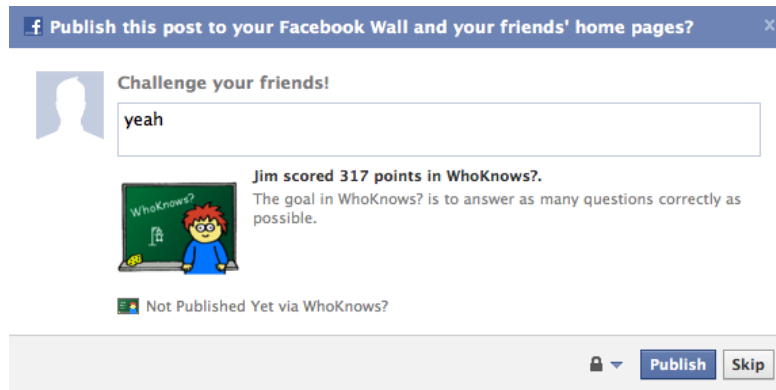 f Publish this post to your Facebook Wall and your friends' home pages? x
Challenge your friends!
yeah
Jim scored 317 points in WhoKnows?.
The goal in WhoKnows? is to answer as many questions correctly as
possible.
WhoKnows?
Not Published Yet via WhoKnows?
Publish Skip